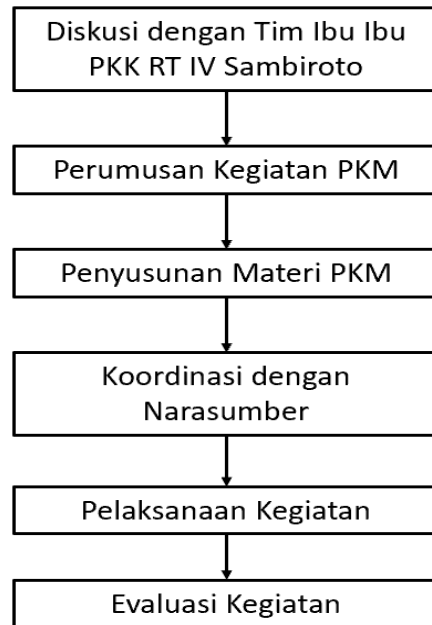 Diskusi dengan Tim Ibu Ibu
PKK RT IV Sambiroto
Perumusan Kegiatan PKM
Penyusunan Materi PKM
Koordinasi dengan
Narasumber
Pelaksanaan Kegiatan
Evaluasi Kegiatan